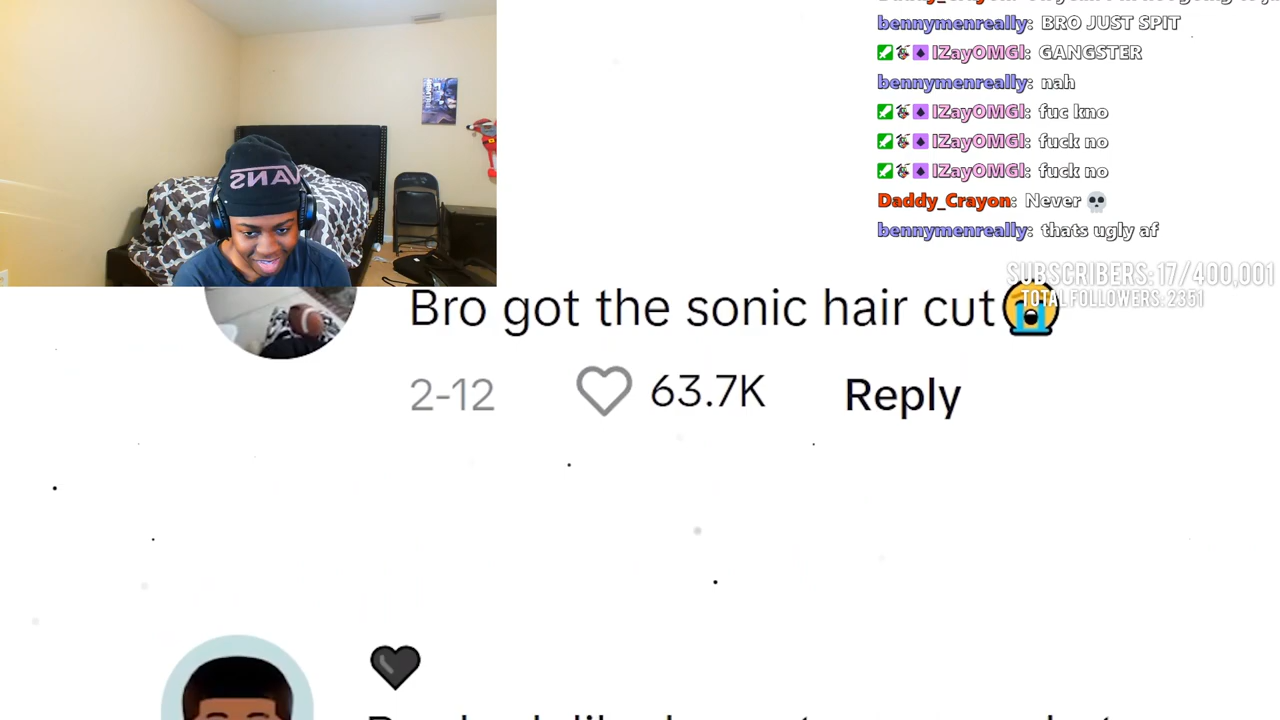 bennymenreally: BRO JUST SPIT
IZayOMGI: GANGSTER
bennymenreally: nah
IZayOMGI: fuc kno
IZayOMGI: fuck no
IZayOMGI: fuck no
Daddy_Crayon: Never 💀
bennymenreally: thats ugly af
SUBSCRIBERS: 17/400,001
TOTAL FOLLOWERS: 2351
VANS
Bro got the sonic hair cut😭
2-12 63.7K Reply
🖤